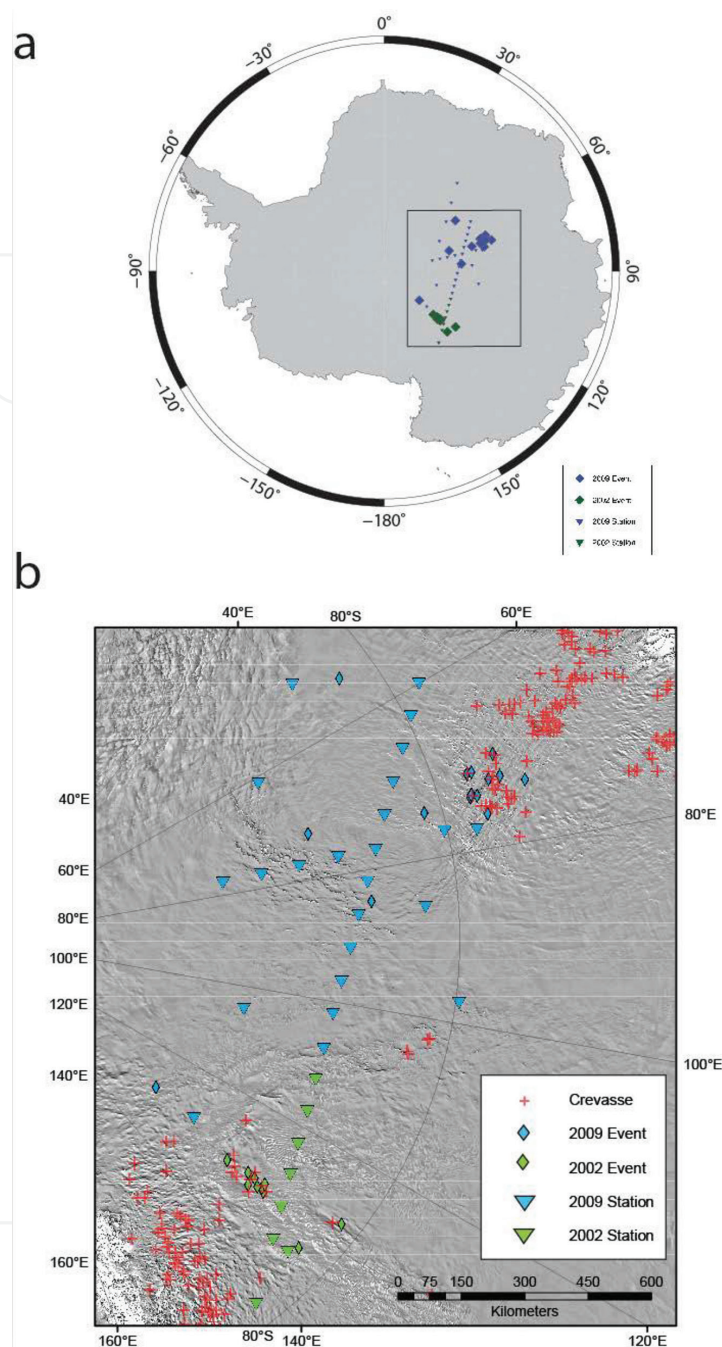 a
0°
−30°
30°
−60°
60°
−90°
90°
−120°
120°
−150°
150°
−180°
2009 Event
2002 Event
2009 Station
2002 Station
b
40°E
80°S
60°E
40°E
80°E
60°E
80°E
100°E
120°E
100°E
140°E
160°E
Crevasse
2009 Event
2002 Event
2009 Station
2002 Station
0 75 150 300 450 600
Kilometers
160°E
80°S
140°E
120°E